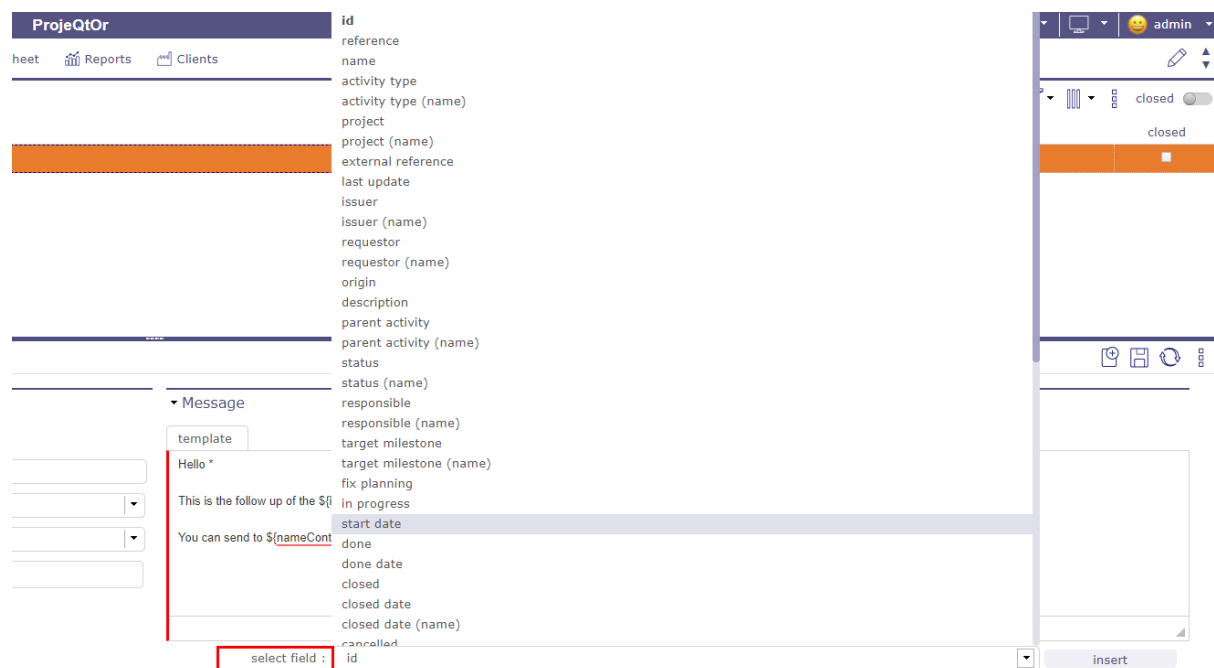 ProjeQtOr
admin
heet Reports Clients
closed
closed
id
reference
name
activity type
activity type (name)
project
project (name)
external reference
last update
issuer
issuer (name)
requestor
requestor (name)
origin
description
parent activity
parent activity (name)
status
status (name)
responsible
responsible (name)
target milestone
target milestone (name)
fix planning
in progress
start date
done
done date
closed
closed date
closed date (name)
cancelled
Message
template
Hello *
This is the follow up of the ${i
You can send to ${nameCont
select field : id
insert